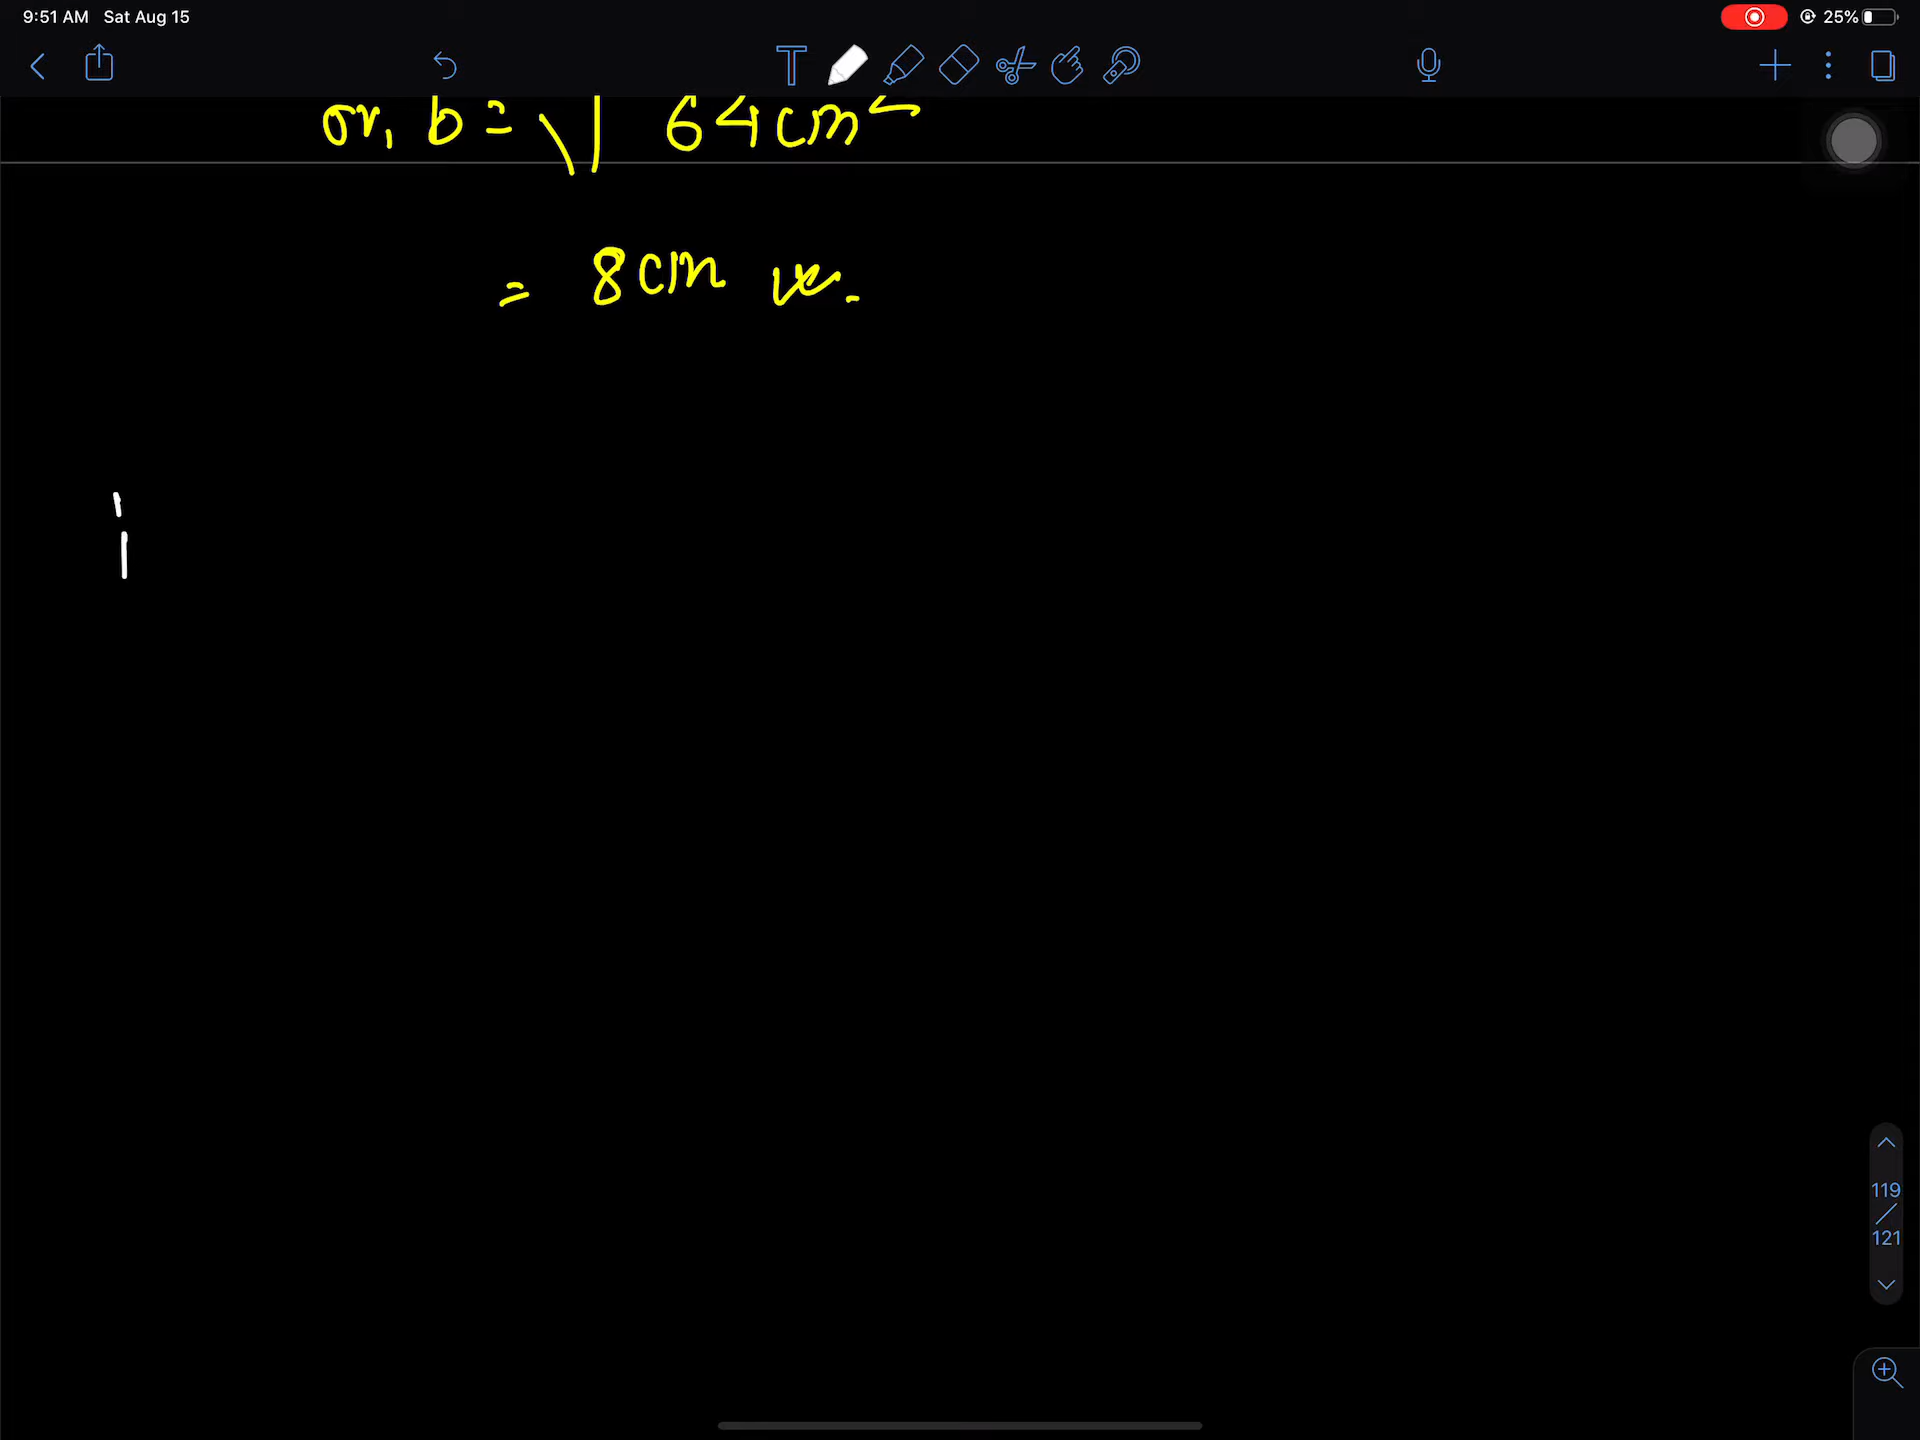 9:51 AM Sat Aug 15
25%
or, b = √ 64cm²
= 8cm
119
/
121